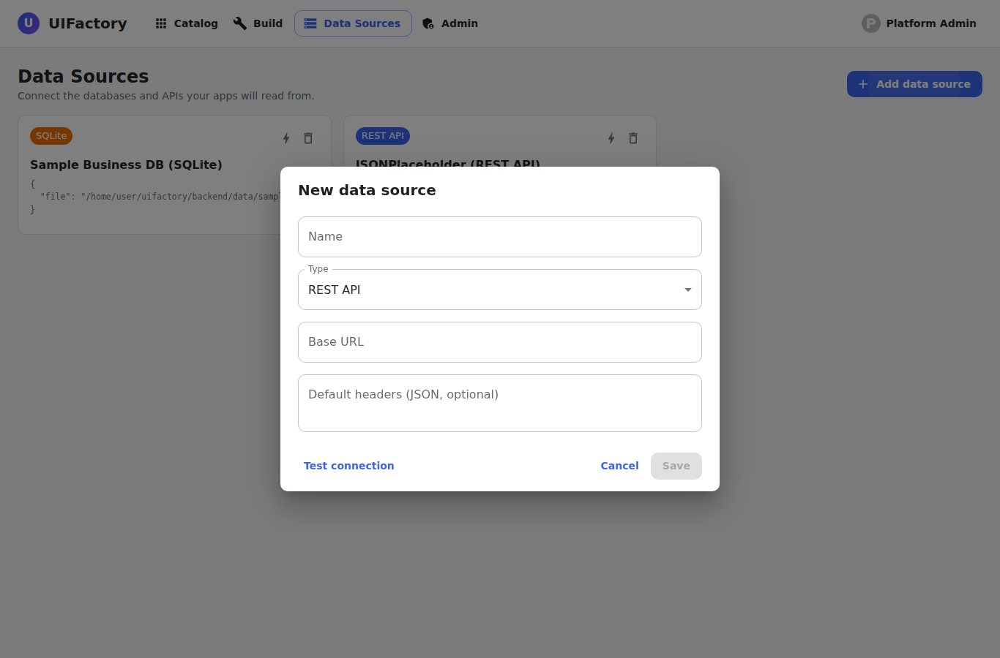 U UIFactory Catalog Build Data Sources Admin P Platform Admin
Data Sources
Connect the databases and APIs your apps will read from.
Add data source
SQLite
REST API
Sample Business DB (SQLite)
JSONPlaceholder (REST API)
{
"file": "/home/user/uifactory/backend/data/sampl
}
New data source
Name
Type
REST API
Base URL
Default headers (JSON, optional)
Test connection
Cancel
Save